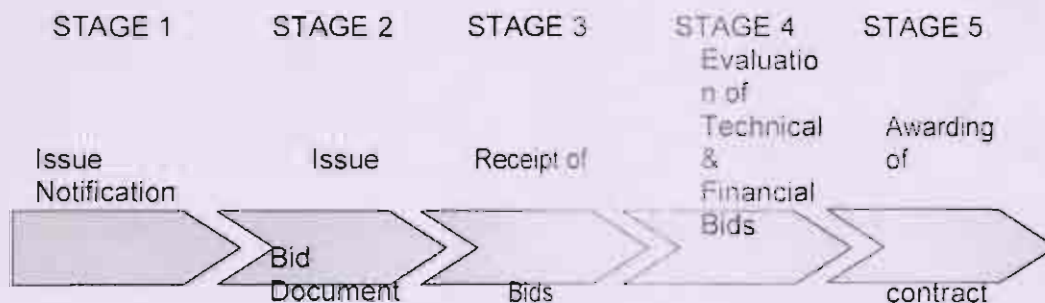 STAGE 1 STAGE 2 STAGE 3 STAGE 4 STAGE 5
Issue
Notification
Issue
Bid
Document
Receipt of
Bids
Evaluatio
n of
Technical
&
Financial
Bids
Awarding
of
contract